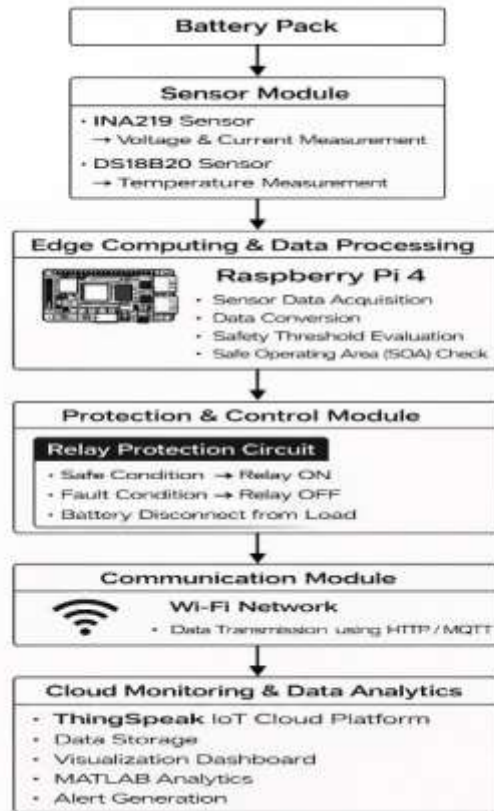 Battery Pack
Sensor Module
• INA219 Sensor
→ Voltage & Current Measurement
• DS18B20 Sensor
→ Temperature Measurement
Edge Computing & Data Processing
Raspberry Pi 4
• Sensor Data Acquisition
• Data Conversion
• Safety Threshold Evaluation
• Safe Operating Area (SOA) Check
Protection & Control Module
Relay Protection Circuit
• Safe Condition → Relay ON
• Fault Condition → Relay OFF
• Battery Disconnect from Load
Communication Module
Wi-Fi Network
• Data Transmission using HTTP / MQTT
Cloud Monitoring & Data Analytics
• ThingSpeak IoT Cloud Platform
• Data Storage
• Visualization Dashboard
• MATLAB Analytics
• Alert Generation